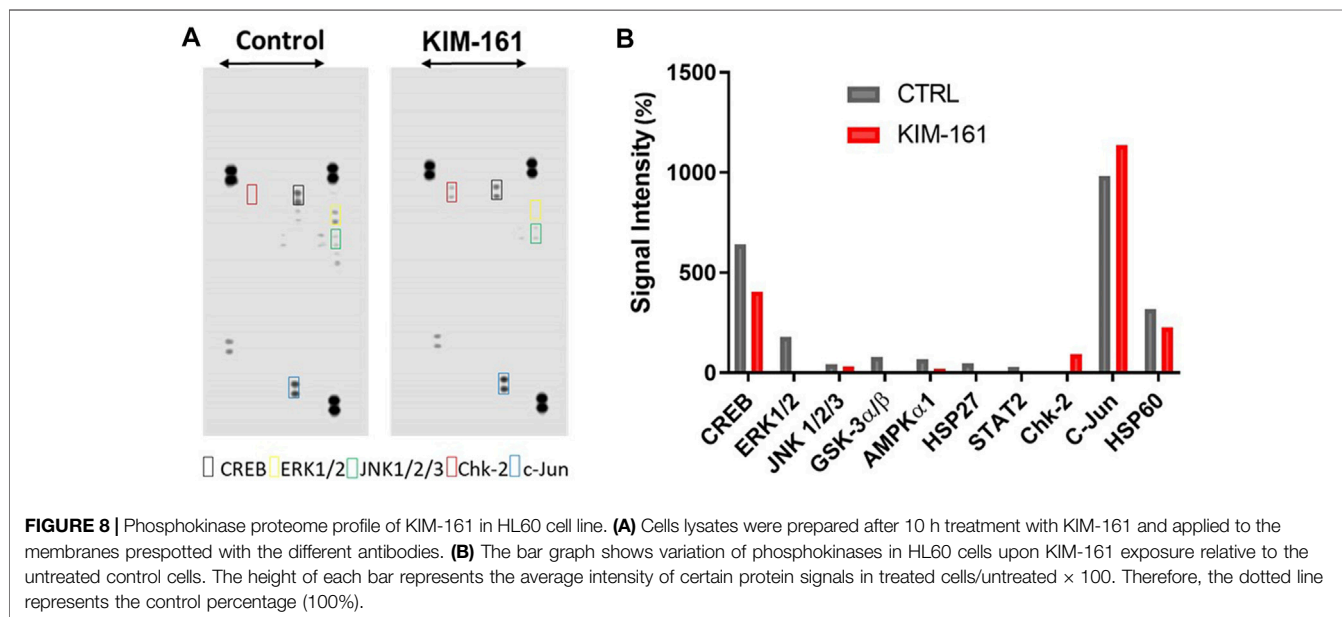 A
Control
KIM-161
CREB ERK1/2 JNK1/2/3 Chk-2 c-Jun
B
1500
1000
500
0
Signal Intensity (%)
CTRL
KIM-161
CREB
ERK1/2
JNK 1/2/3
GSK-3α/β
AMPKα1
HSP27
STAT2
Chk-2
C-Jun
HSP60
FIGURE 8 | Phosphokinase proteome profile of KIM-161 in HL60 cell line. (A) Cells lysates were prepared after 10 h treatment with KIM-161 and applied to the
membranes prespotted with the different antibodies. (B) The bar graph shows variation of phosphokinases in HL60 cells upon KIM-161 exposure relative to the
untreated control cells. The height of each bar represents the average intensity of certain protein signals in treated cells/untreated × 100. Therefore, the dotted line
represents the control percentage (100%).